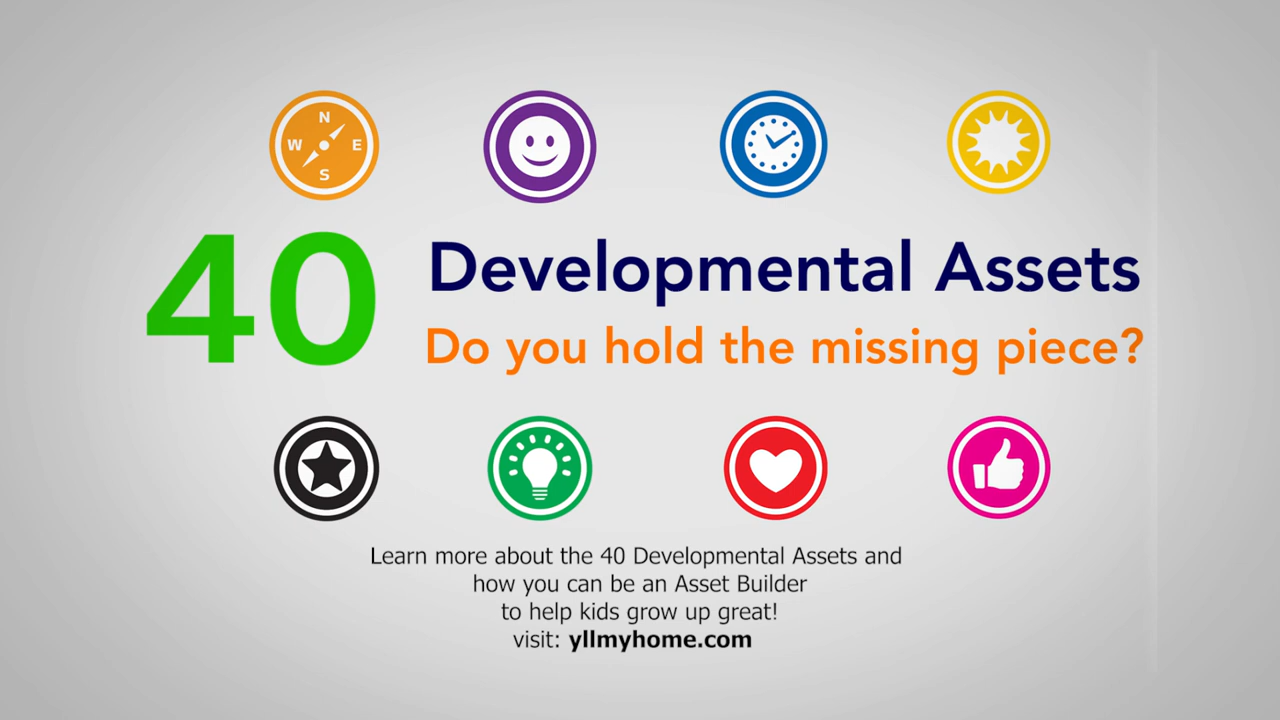 N
W E
S
40 Developmental Assets
Do you hold the missing piece?
Learn more about the 40 Developmental Assets and
how you can be an Asset Builder
to help kids grow up great!
visit: yllmyhome.com